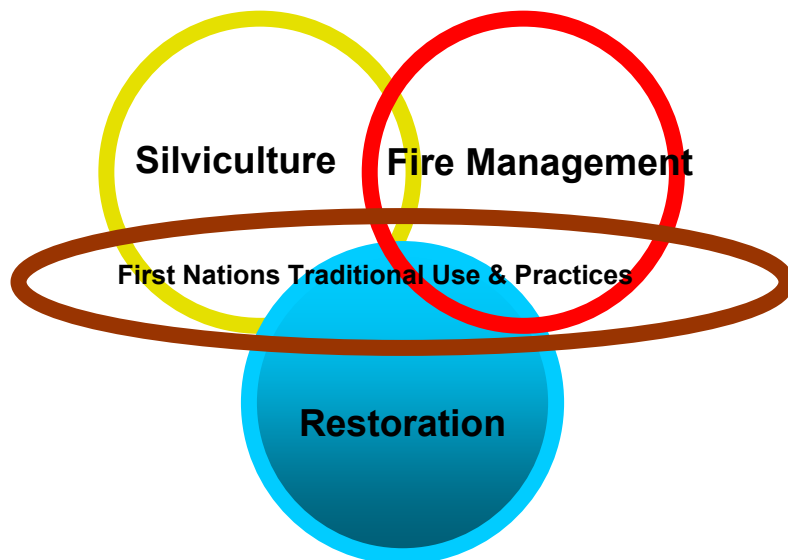 Silviculture Fire Management
First Nations Traditional Use & Practices
Restoration